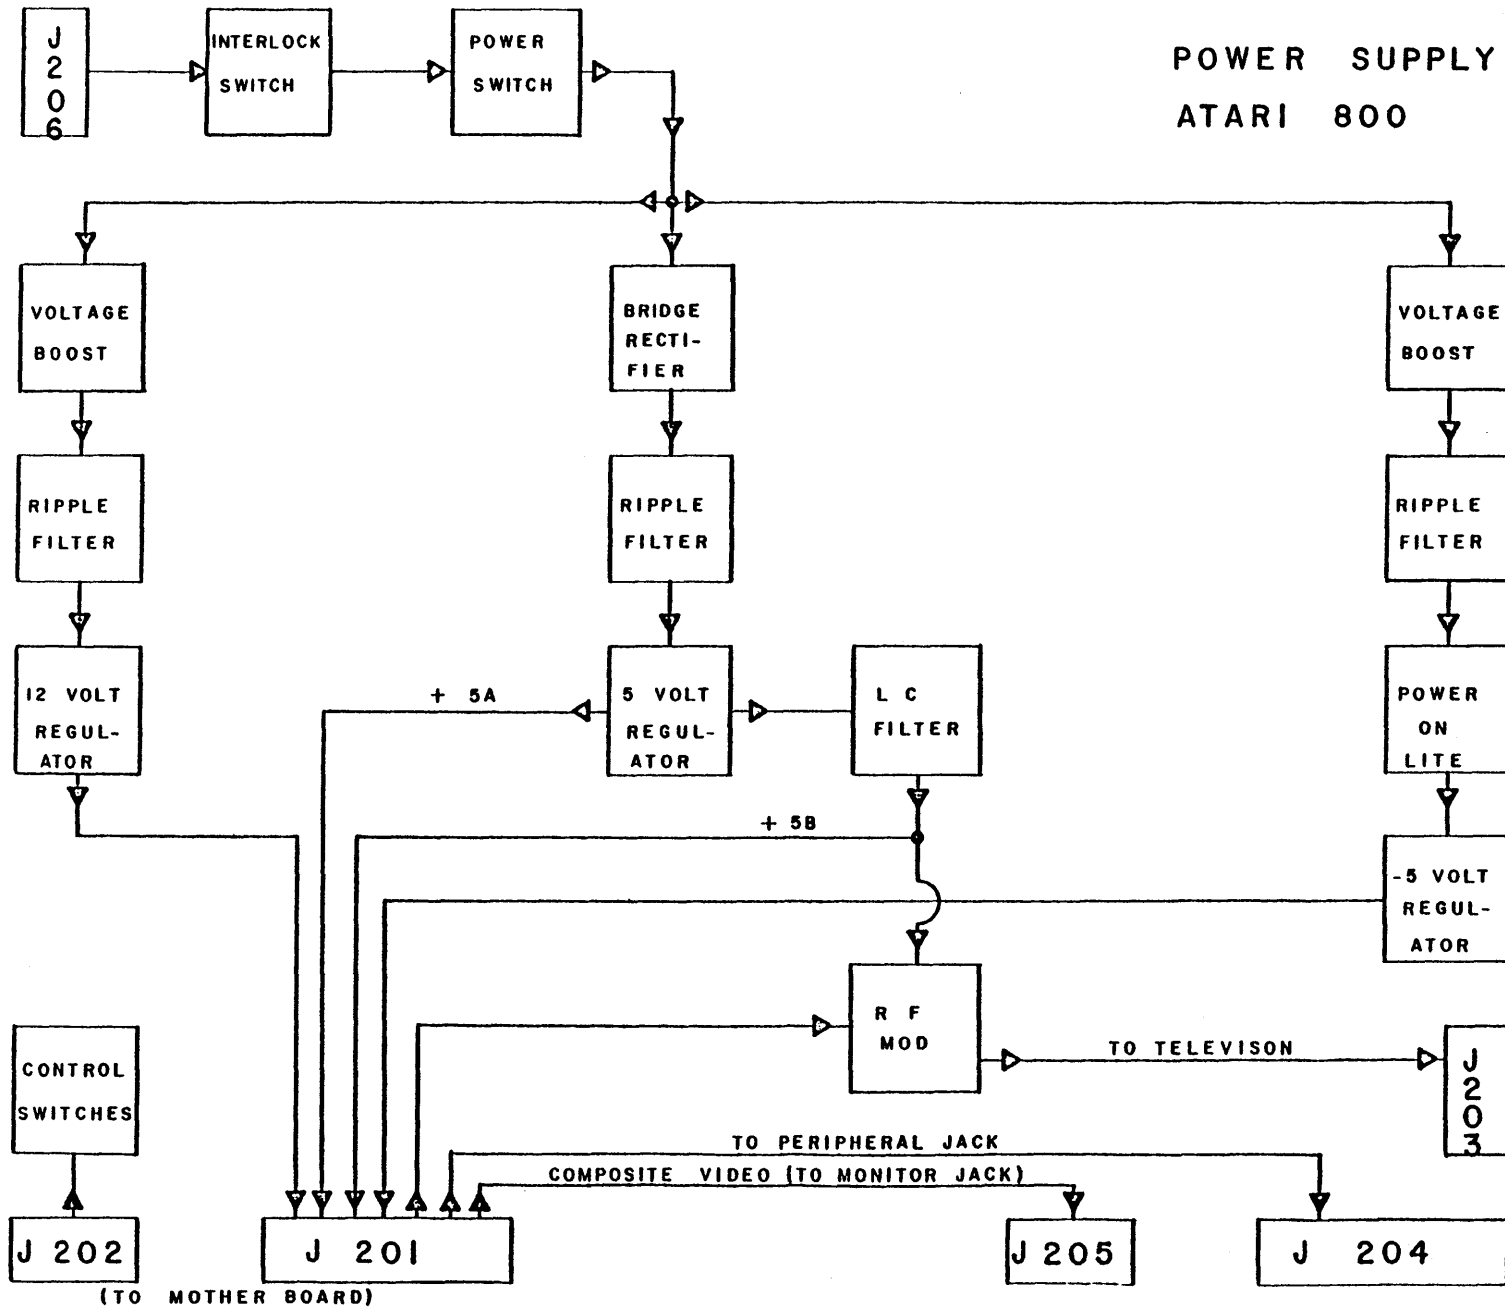 J
2
0
6
INTERLOCK
SWITCH
POWER
SWITCH
POWER SUPPLY
ATARI 800
VOLTAGE
BOOST
BRIDGE
RECTI-
FIER
VOLTAGE
BOOST
RIPPLE
FILTER
RIPPLE
FILTER
RIPPLE
FILTER
12 VOLT
REGUL-
ATOR
+ 5A
5 VOLT
REGUL-
ATOR
L C
FILTER
POWER
ON
LITE
+ 5B
-5 VOLT
REGUL-
ATOR
R F
MOD
CONTROL
SWITCHES
TO TELEVISON
J
2
0
3
TO PERIPHERAL JACK
COMPOSITE VIDEO (TO MONITOR JACK)
J 202
J 201
J 205
J 204
(TO MOTHER BOARD)